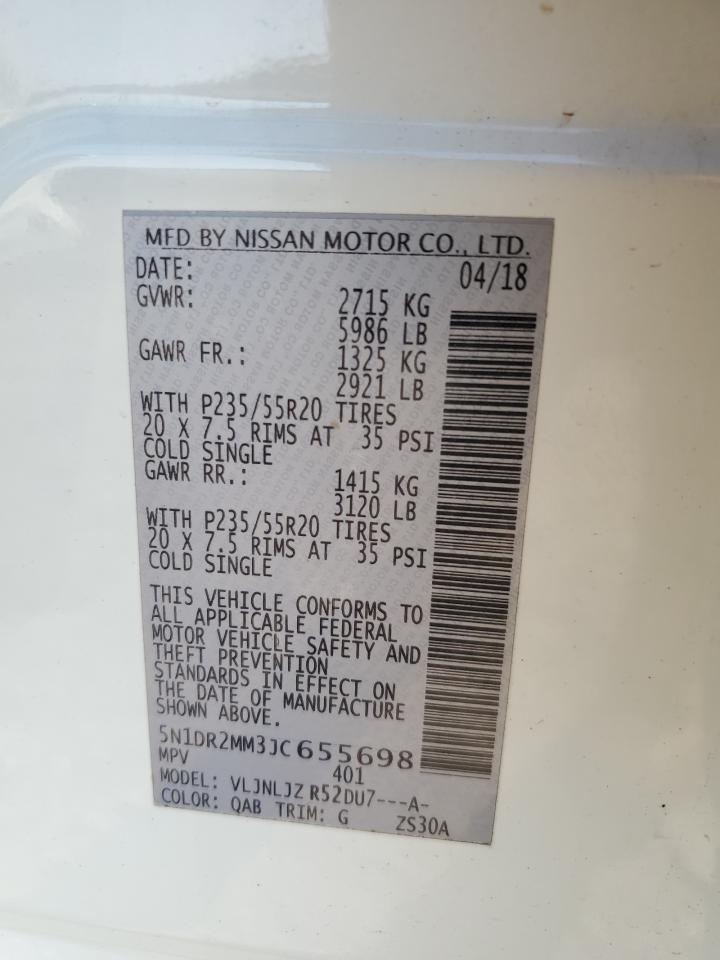 MFD BY NISSAN MOTOR CO., LTD.
DATE: 04/18
GVWR: 2715 KG
5986 LB
GAWR FR.: 1325 KG
2921 LB
WITH P235/55R20 TIRES
20 X 7.5 RIMS AT 35 PSI
COLD SINGLE
GAWR RR.: 1415 KG
3120 LB
WITH P235/55R20 TIRES
20 X 7.5 RIMS AT 35 PSI
COLD SINGLE
THIS VEHICLE CONFORMS TO
ALL APPLICABLE FEDERAL
MOTOR VEHICLE SAFETY AND
THEFT PREVENTION
STANDARDS IN EFFECT ON
THE DATE OF MANUFACTURE
SHOWN ABOVE.
5N1DR2MM3JC655698
MPV 401
MODEL: VLJNLJZ R52DU7---A-
COLOR: QAB TRIM: G ZS30A